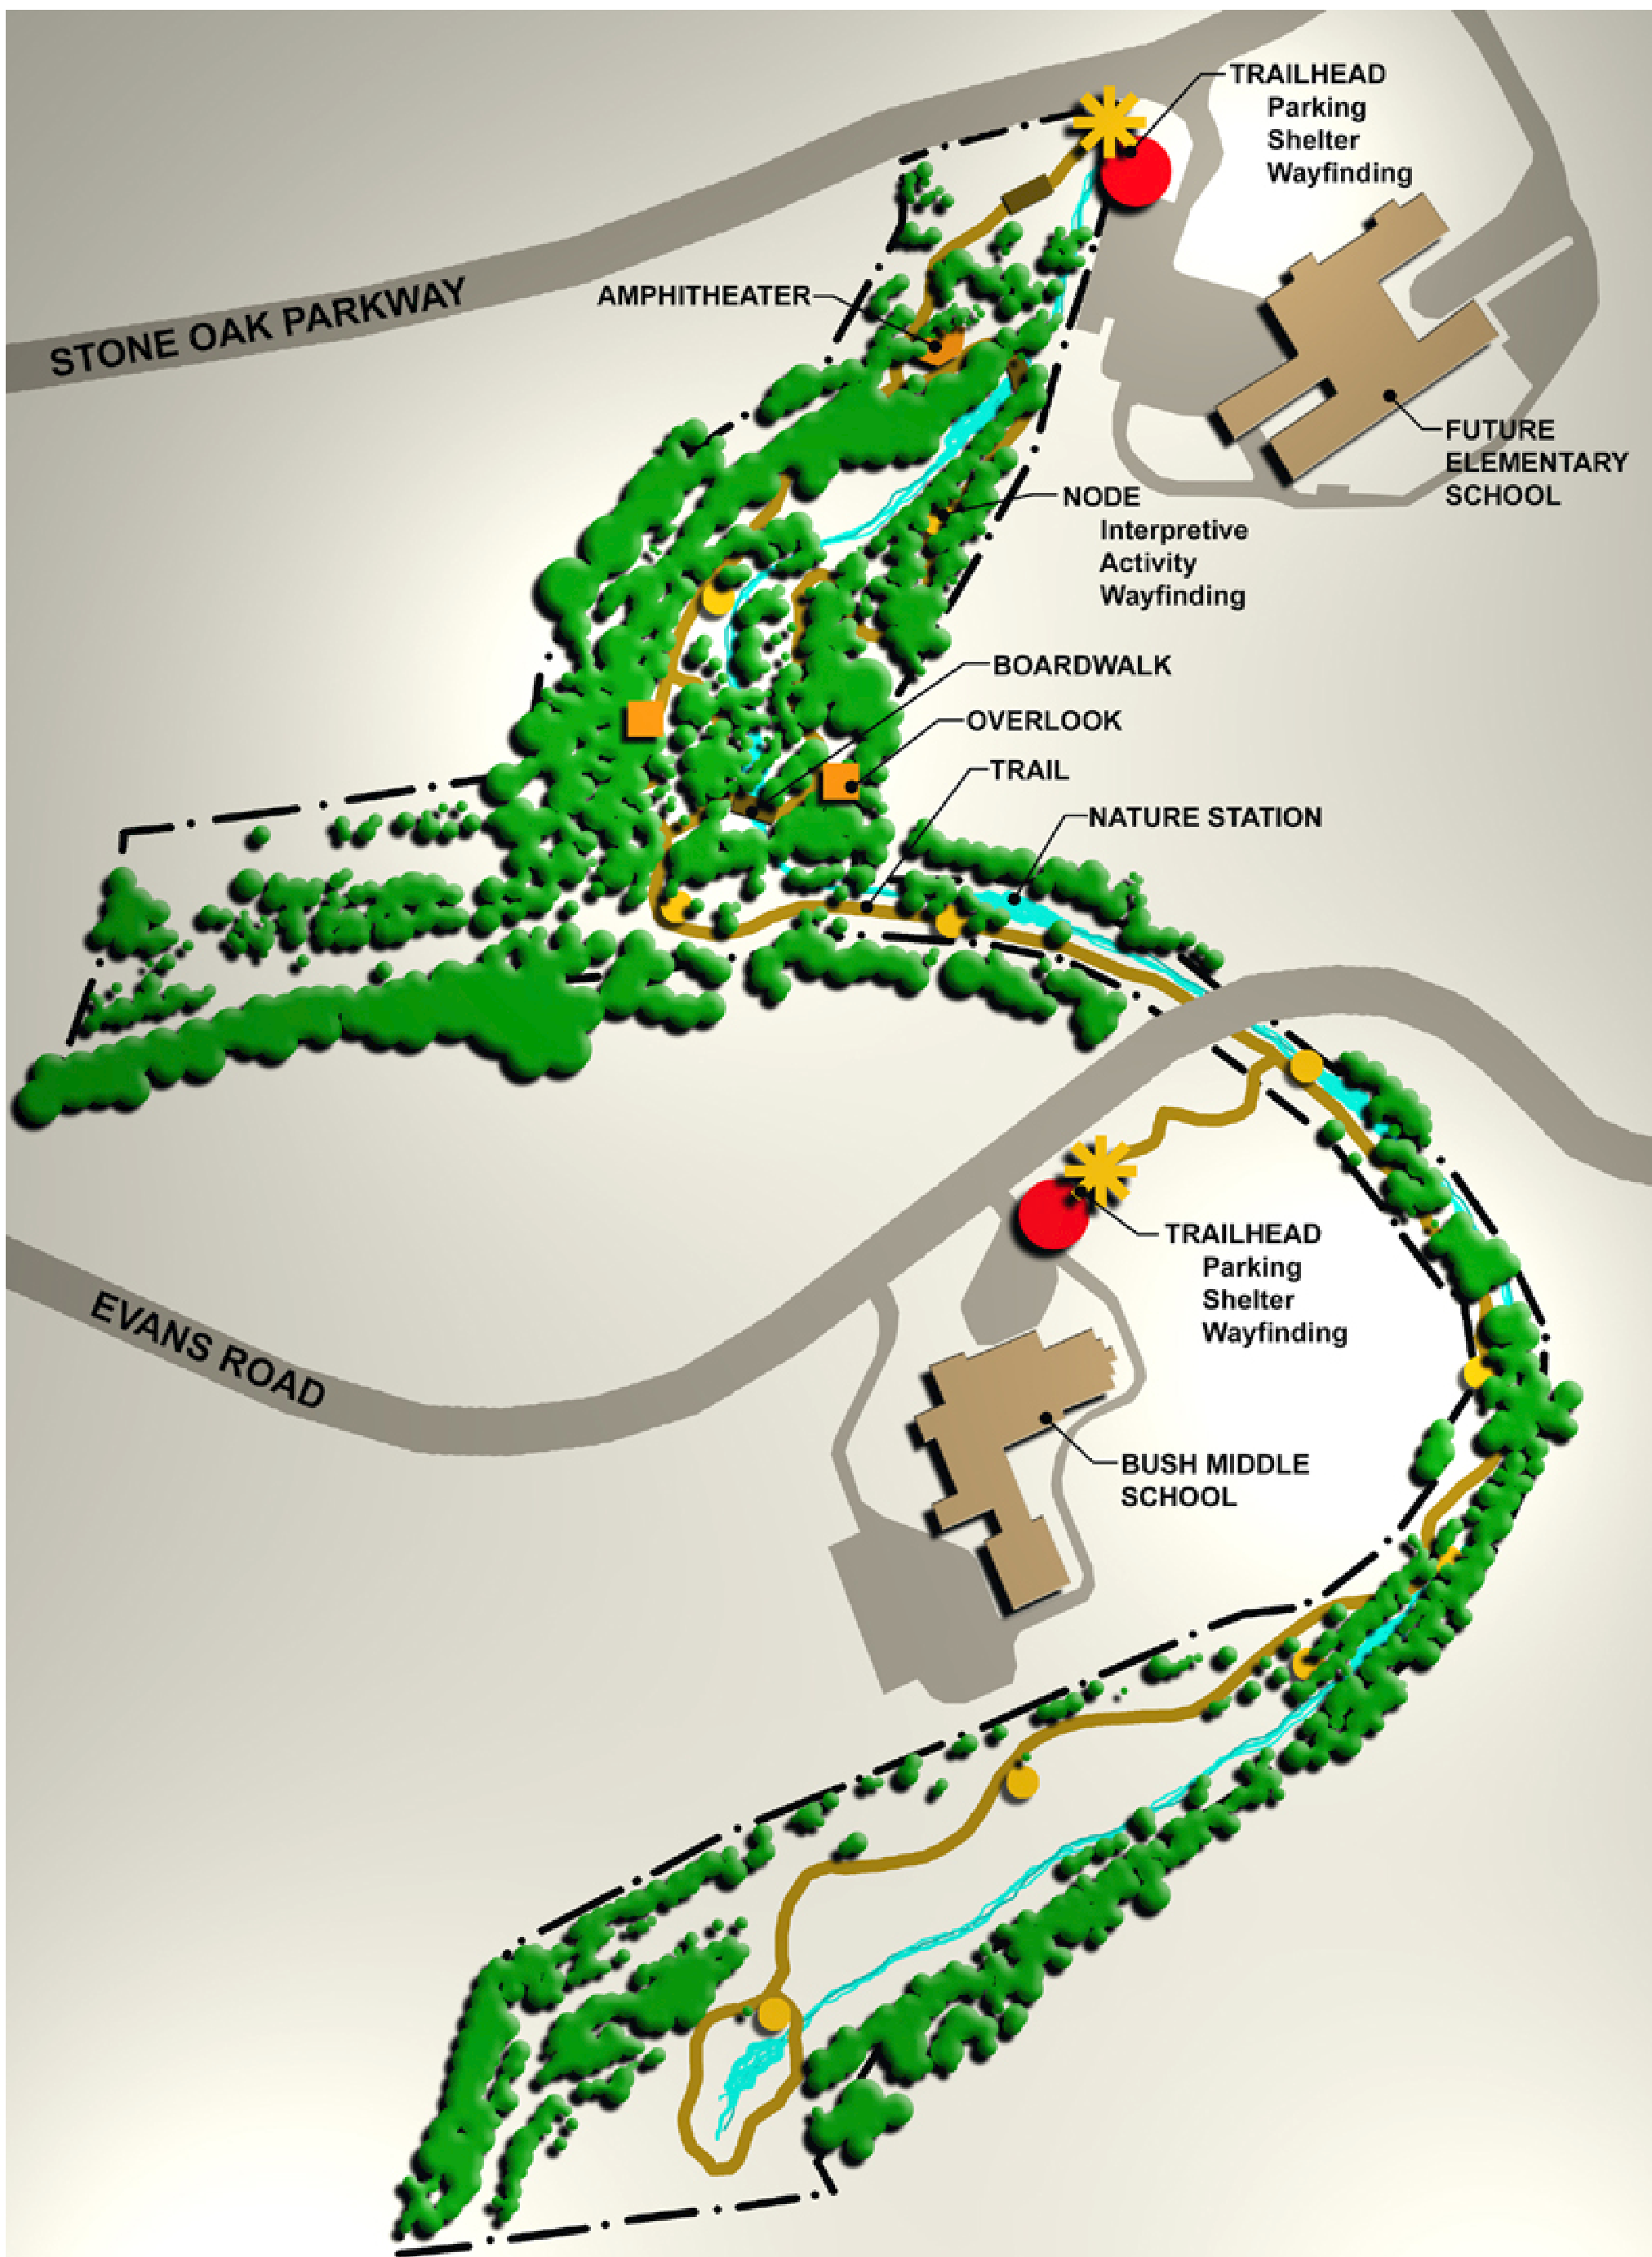 TRAILHEAD
Parking
Shelter
Wayfinding
STONE OAK PARKWAY
AMPHITHEATER
FUTURE
ELEMENTARY
SCHOOL
NODE
Interpretive
Activity
Wayfinding
BOARDWALK
OVERLOOK
TRAIL
NATURE STATION
TRAILHEAD
Parking
Shelter
Wayfinding
EVANS ROAD
BUSH MIDDLE
SCHOOL